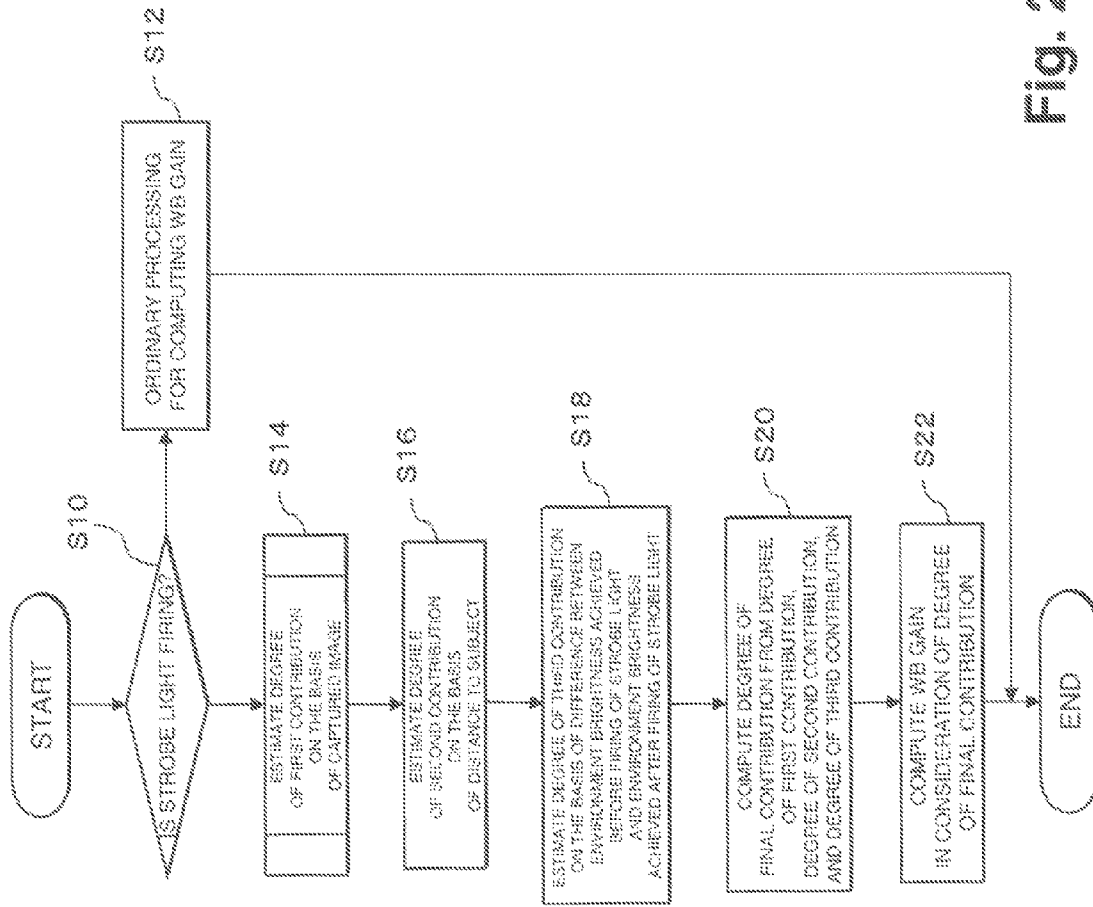 START
S10
IS STROBE LIGHT FIRING?
S12
ORDINARY PROCESSING
FOR COMPUTING WB GAIN
S14
ESTIMATE DEGREE
OF FIRST CONTRIBUTION
ON THE BASIS
OF CAPTURED IMAGE
S16
ESTIMATE DEGREE
OF SECOND CONTRIBUTION
ON THE BASIS
OF DISTANCE TO SUBJECT
S18
ESTIMATE DEGREE OF THIRD CONTRIBUTION
ON THE BASIS OF DIFFERENCE BETWEEN
ENVIRONMENT BRIGHTNESS ACHIEVED
BEFORE FIRING OF STROBE LIGHT
AND ENVIRONMENT BRIGHTNESS
ACHIEVED AFTER FIRING OF STROBE LIGHT
S20
COMPUTE DEGREE OF
FINAL CONTRIBUTION FROM DEGREE
OF FIRST CONTRIBUTION,
DEGREE OF SECOND CONTRIBUTION,
AND DEGREE OF THIRD CONTRIBUTION
S22
COMPUTE WB GAIN
IN CONSIDERATION OF DEGREE
OF FINAL CONTRIBUTION
END
Fig. 2